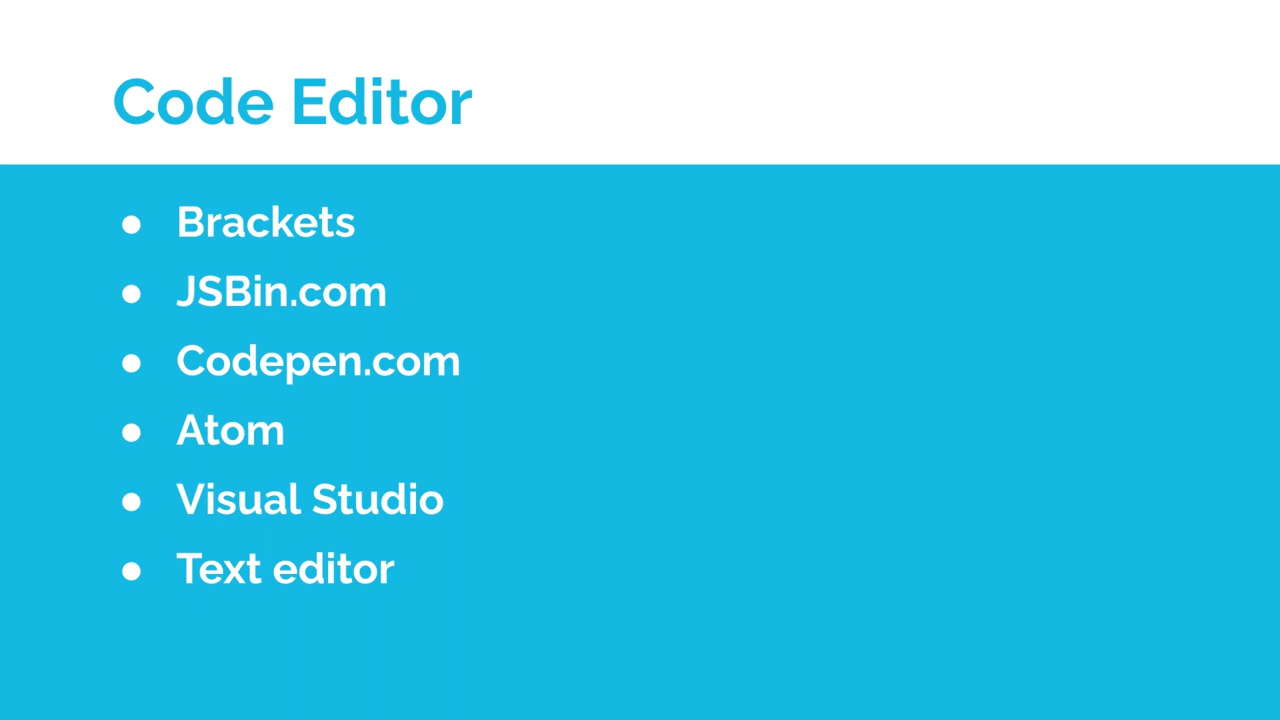 Code Editor
● Brackets
● JSBin.com
● Codepen.com
● Atom
● Visual Studio
● Text editor